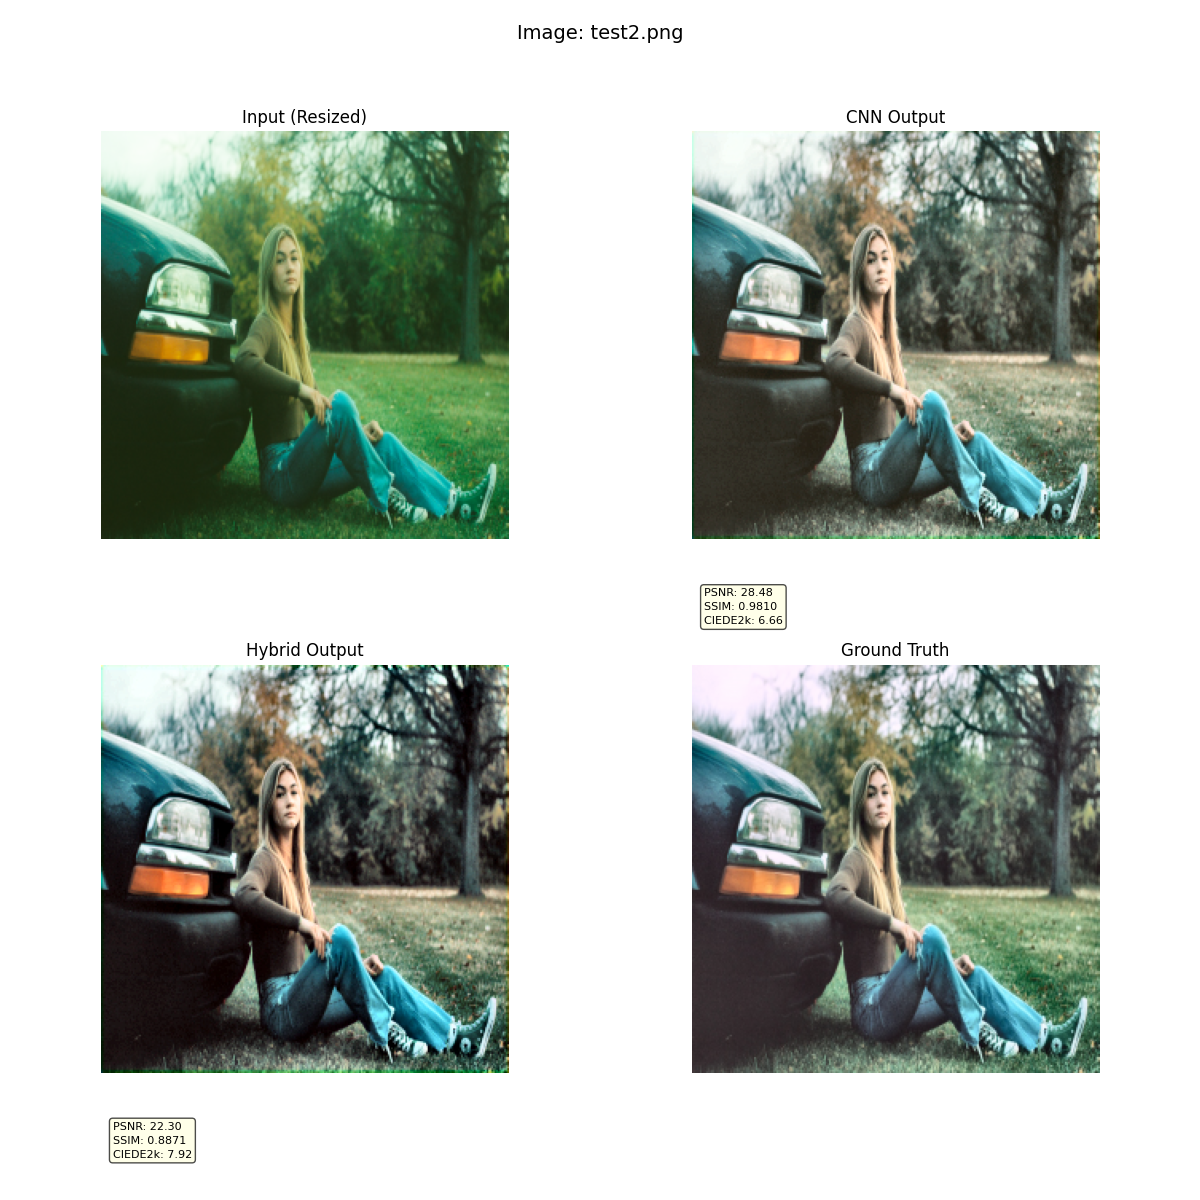 Image: test2.png
Input (Resized)
CNN Output
PSNR: 28.48
SSIM: 0.9810
CIEDE2k: 6.66
Hybrid Output
Ground Truth
PSNR: 22.30
SSIM: 0.8871
CIEDE2k: 7.92